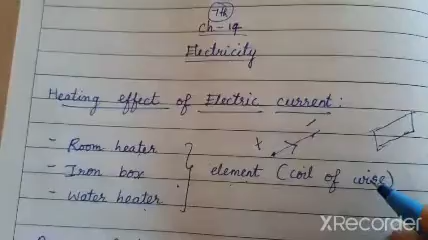 7th
Ch-14
Electricity
Heating effect of Electric current:
- Room heater
- Iron box
- Water heater
element (coil of wire)
XRecorder